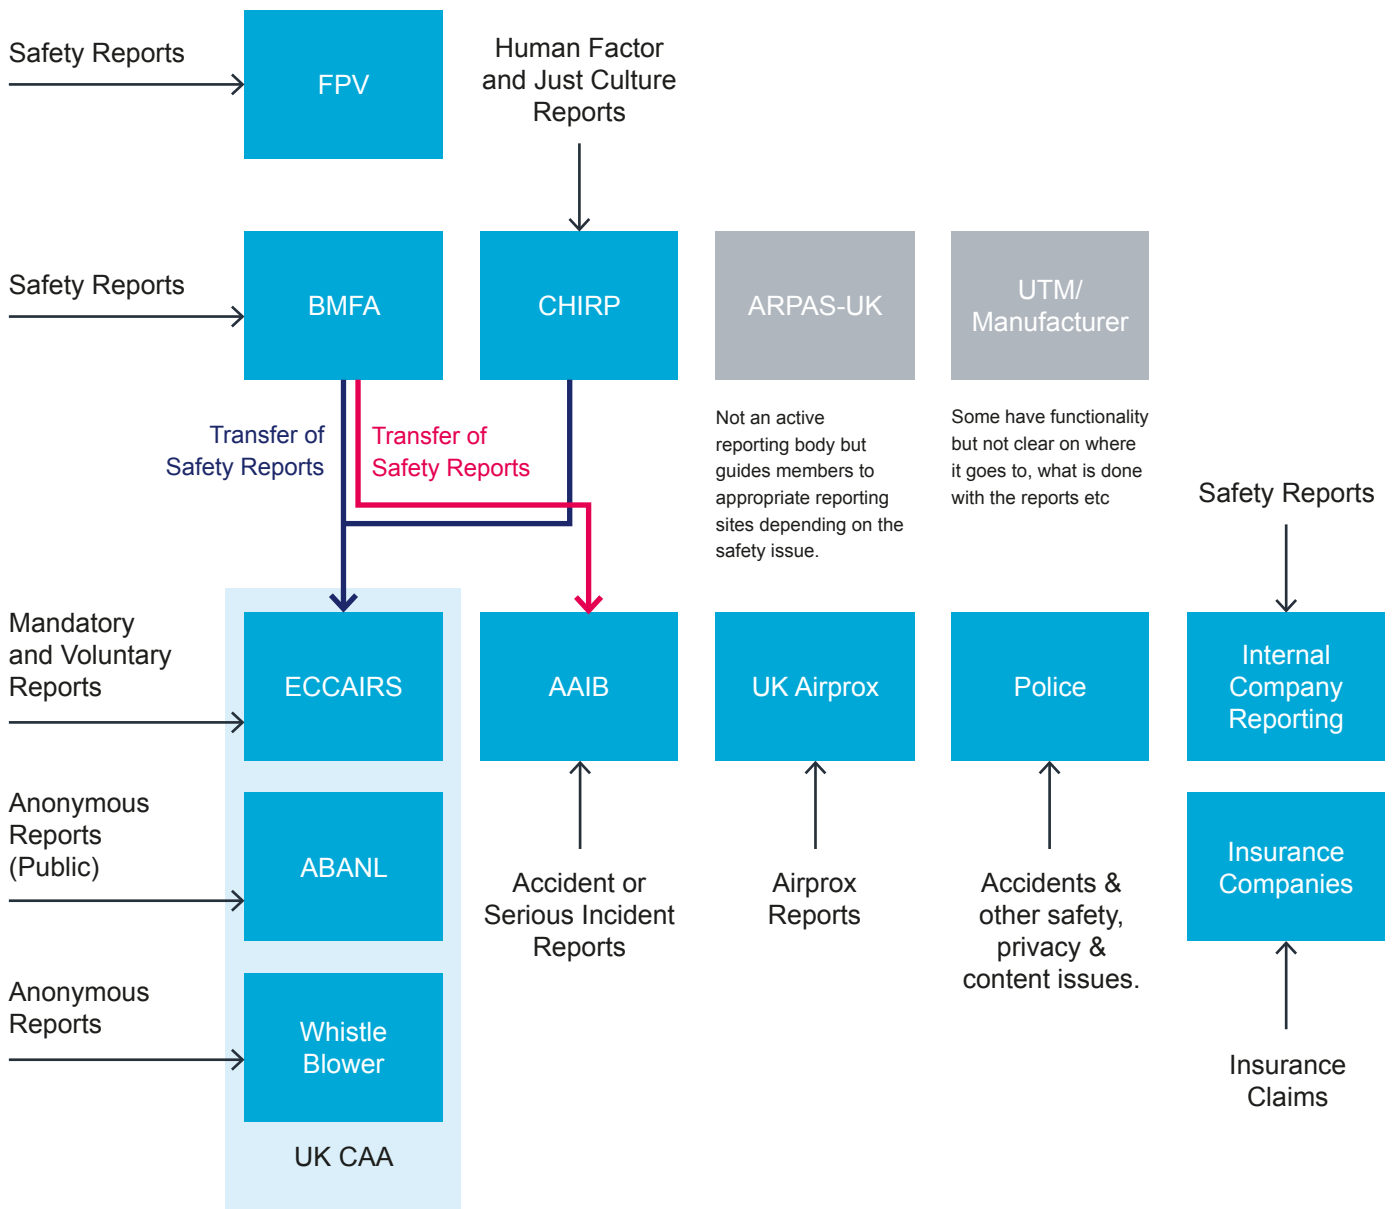 Safety Reports
FPV
Human Factor
and Just Culture
Reports
Safety Reports
BMFA
CHIRP
ARPAS-UK
UTM/
Manufacturer
Transfer of
Safety Reports
Transfer of
Safety Reports
Not an active
reporting body but
guides members to
appropriate reporting
sites depending on the
safety issue.
Some have functionality
but not clear on where
it goes to, what is done
with the reports etc
Safety Reports
Mandatory
and Voluntary
Reports
ECCAIRS
AAIB
UK Airprox
Police
Internal
Company
Reporting
Anonymous
Reports
(Public)
ABANL
Accident or
Serious Incident
Reports
Airprox
Reports
Accidents &
other safety,
privacy &
content issues.
Insurance
Companies
Anonymous
Reports
Whistle
Blower
Insurance
Claims
UK CAA